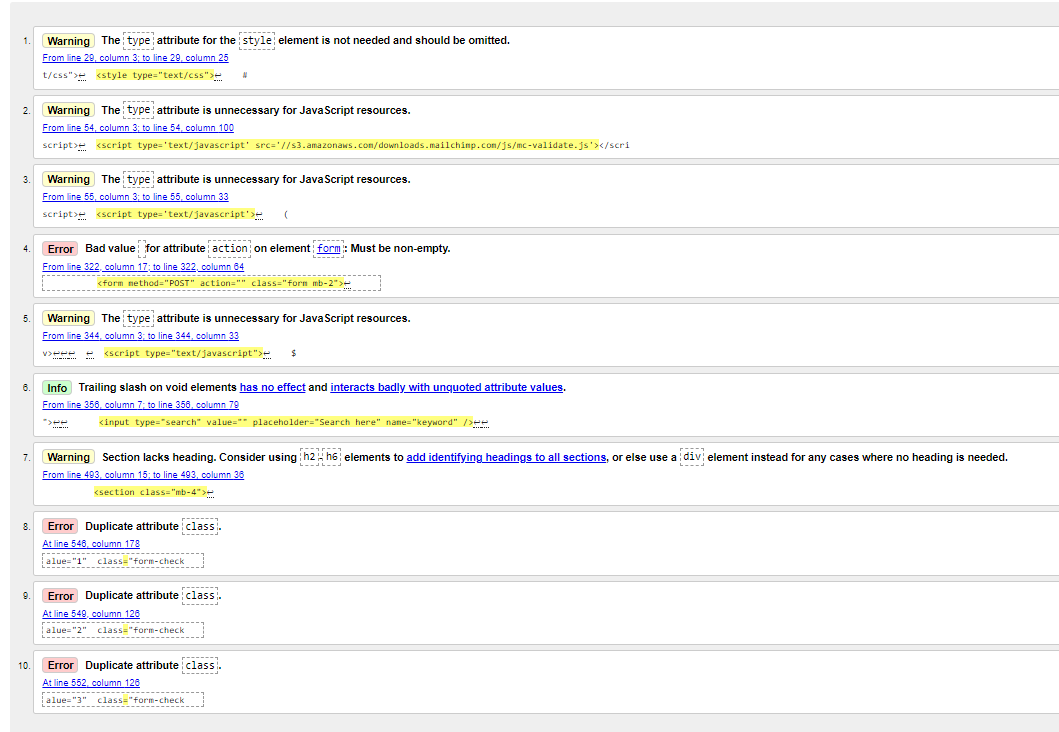 1. Warning The type attribute for the style element is not needed and should be omitted.
From line 29, column 3; to line 29, column 25
t/css">↩ <style type="text/css">↩ #
2. Warning The type attribute is unnecessary for JavaScript resources.
From line 54, column 3; to line 54, column 100
script>↩ <script type='text/javascript' src='//s3.amazonaws.com/downloads.mailchimp.com/js/mc-validate.js'></scri
3. Warning The type attribute is unnecessary for JavaScript resources.
From line 55, column 3; to line 55, column 33
script>↩ <script type='text/javascript'>↩ (
4. Error Bad value for attribute action on element form: Must be non-empty.
From line 322, column 17; to line 322, column 64
<form method="POST" action="" class="form mb-2">↩
5. Warning The type attribute is unnecessary for JavaScript resources.
From line 344, column 3; to line 344, column 33
v>↩↩↩ ↩ <script type="text/javascript">↩ $
6. Info Trailing slash on void elements has no effect and interacts badly with unquoted attribute values.
From line 356, column 7; to line 356, column 79
">↩↩ <input type="search" value="" placeholder="Search here" name="keyword" />↩↩
7. Warning Section lacks heading. Consider using h2-h6 elements to add identifying headings to all sections, or else use a div element instead for any cases where no heading is needed.
From line 493, column 15; to line 493, column 36
<section class="mb-4">↩
8. Error Duplicate attribute class.
At line 546, column 178
alue="1" class="form-check
9. Error Duplicate attribute class.
At line 549, column 126
alue="2" class="form-check
10. Error Duplicate attribute class.
At line 552, column 126
alue="3" class="form-check